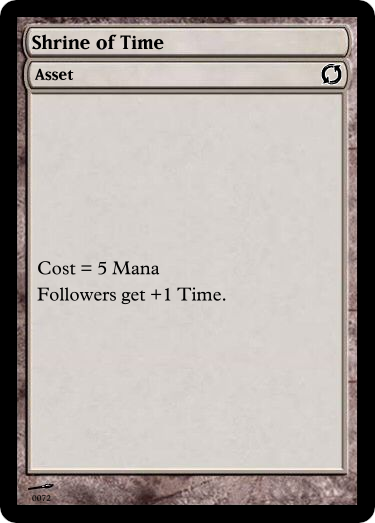 Shrine of Time
Asset
Cost = 5 Mana
Followers get +1 Time.
0072